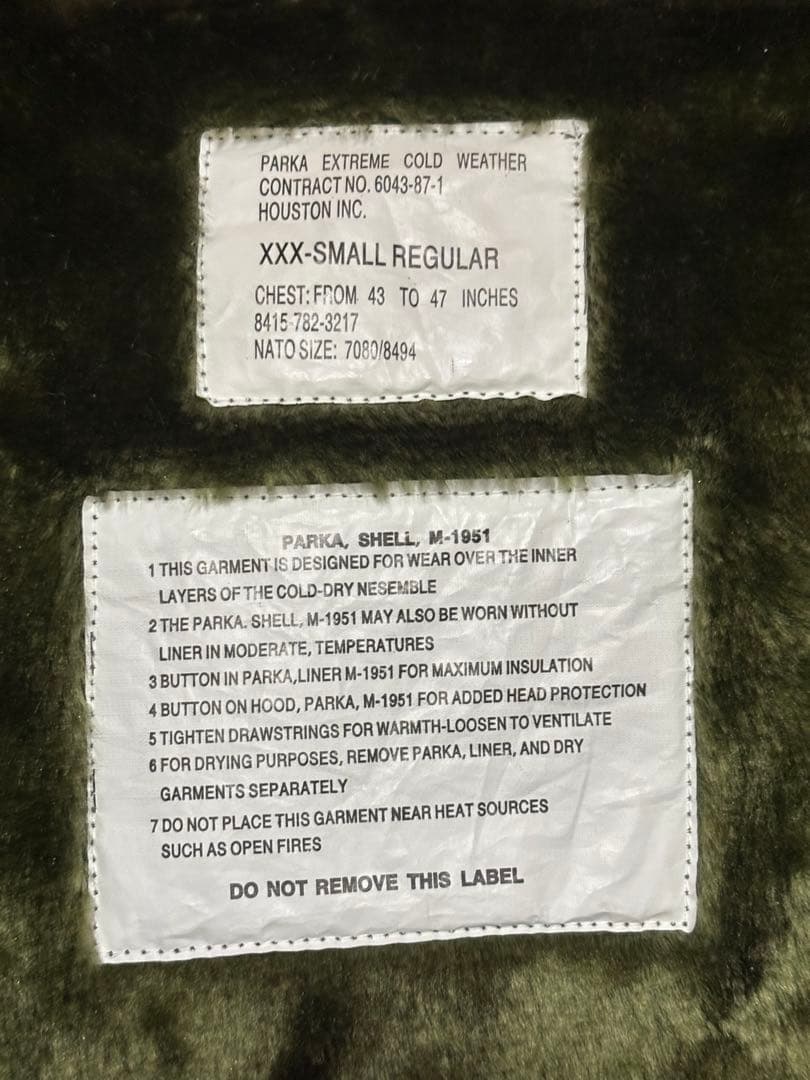 PARKA EXTREME COLD WEATHER
CONTRACT NO. 6043-87-1
HOUSTON INC.
XXX-SMALL REGULAR
CHEST: FROM 43 TO 47 INCHES
8415-782-3217
NATO SIZE: 7080/8494
PARKA, SHELL, M-1951
1 THIS GARMENT IS DESIGNED FOR WEAR OVER THE INNER
LAYERS OF THE COLD-DRY NESEMBLE
2 THE PARKA. SHELL, M-1951 MAY ALSO BE WORN WITHOUT
LINER IN MODERATE, TEMPERATURES
3 BUTTON IN PARKA,LINER M-1951 FOR MAXIMUM INSULATION
4 BUTTON ON HOOD, PARKA, M-1951 FOR ADDED HEAD PROTECTION
5 TIGHTEN DRAWSTRINGS FOR WARMTH-LOOSEN TO VENTILATE
6 FOR DRYING PURPOSES, REMOVE PARKA, LINER, AND DRY
GARMENTS SEPARATELY
7 DO NOT PLACE THIS GARMENT NEAR HEAT SOURCES
SUCH AS OPEN FIRES
DO NOT REMOVE THIS LABEL